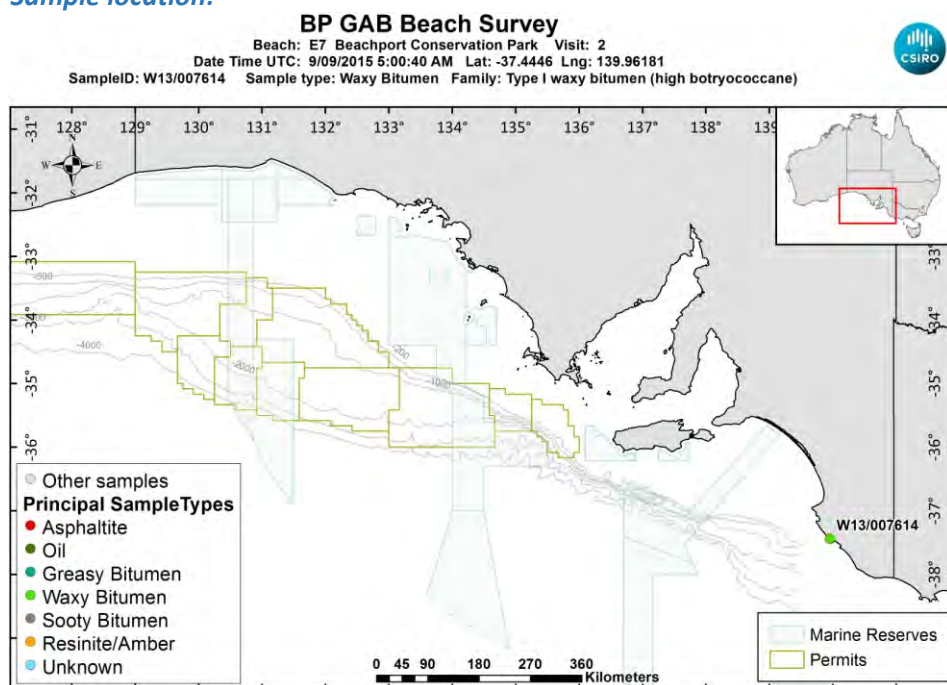 Sample location:
BP GAB Beach Survey
Beach: E7 Beachport Conservation Park Visit: 2
Date Time UTC: 9/09/2015 5:00:40 AM Lat: -37.4446 Lng: 139.96181
SampleID: W13/007614 Sample type: Waxy Bitumen Family: Type I waxy bitumen (high botryococcane)
CSIRO
128° 129° 130° 131° 132° 133° 134° 135° 136° 137° 138° 139
-31°
-32°
-33°
-34°
-35°
-36°
-37°
-38°
N
W E
S
-4000
-2000
-200
-1000
-33°
-34°
-35°
-36°
-37°
-38°
W13/007614
Other samples
Principal SampleTypes
Asphaltite
Oil
Greasy Bitumen
Waxy Bitumen
Sooty Bitumen
Resinite/Amber
Unknown
0 45 90 180 270 360
Kilometers
Marine Reserves
Permits